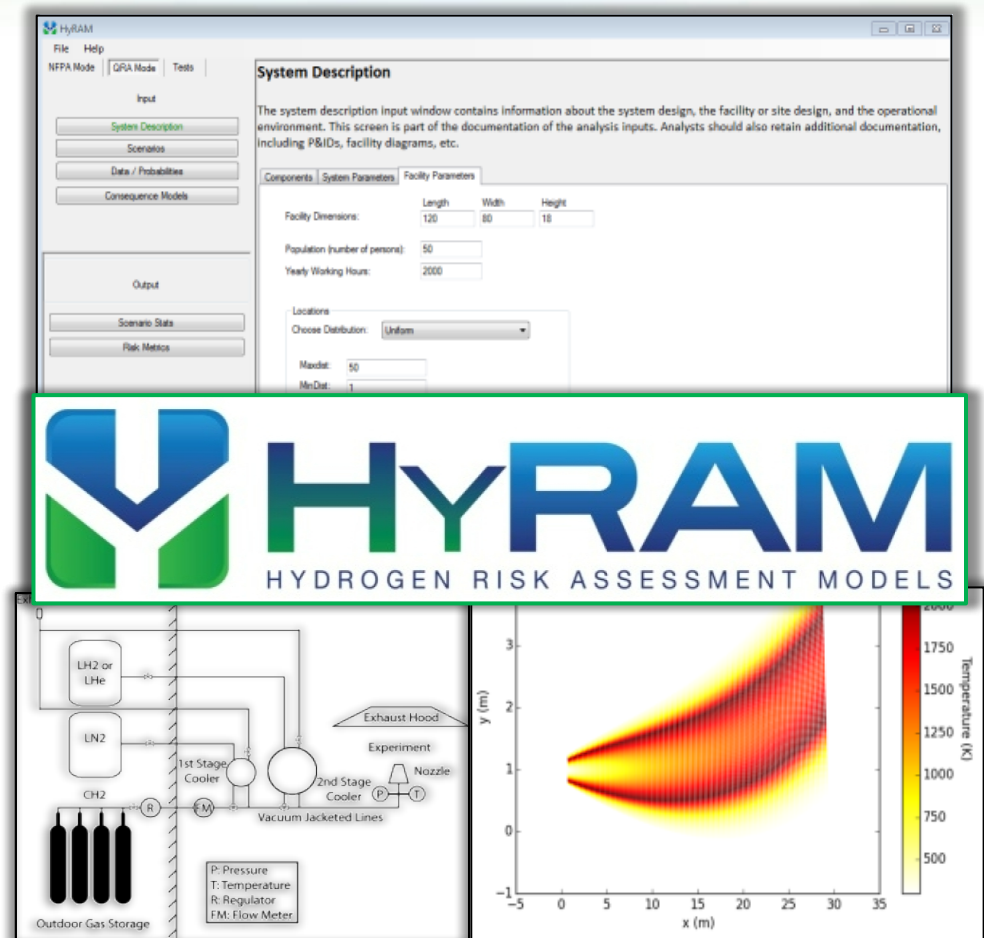 HyRAM
File Help
NFPA Mode QRA Mode Tests
Input
System Description
Scenarios
Data / Probabilities
Consequence Models
Output
Scenario Stats
Risk Metrics
System Description
The system description input window contains information about the system design, the facility or site design, and the operational
environment. This screen is part of the documentation of the analysis inputs. Analysts should also retain additional documentation,
including P&IDs, facility diagrams, etc.
Components System Parameters Facility Parameters
Length Width Height
Facility Dimensions: 120 80 18
Population (number of persons): 50
Yearly Working Hours: 2000
Locations
Choose Distribution: Uniform
Maxdist: 50
MinDist: 1
HyRAM
HYDROGEN RISK ASSESSMENT MODELS
LH2 or
LHe
LN2
CH2
1st Stage
Cooler
2nd Stage
Cooler
Exhaust Hood
Experiment
Nozzle
P T
R FM
Vacuum Jacketed Lines
P: Pressure
T: Temperature
R: Regulator
FM: Flow Meter
Outdoor Gas Storage
y (m)
3
2
1
0
−1
−5 0 5 10 15 20 25 30 35
x (m)
2000
1750
1500
1250
1000
750
500
Temperature (K)